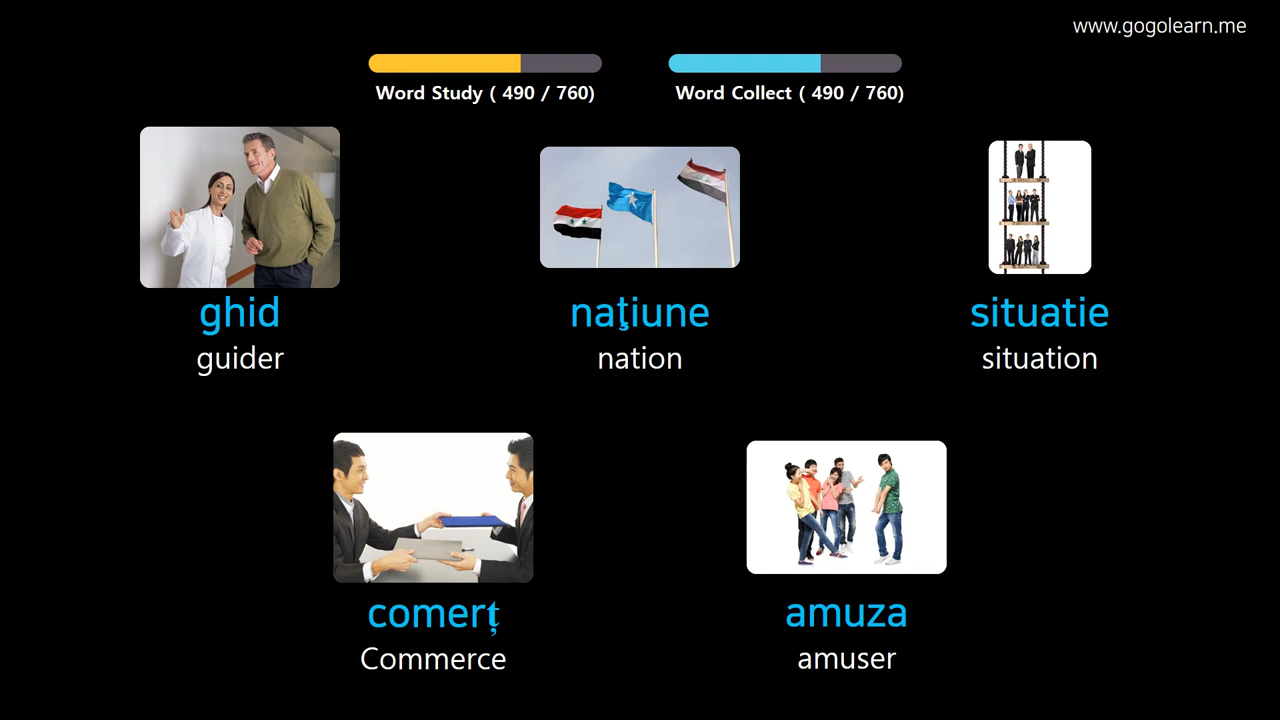 www.gogolearn.me
Word Study ( 490 / 760)
Word Collect ( 490 / 760)
ghid
guider
naţiune
nation
situatie
situation
comerț
Commerce
amuza
amuser